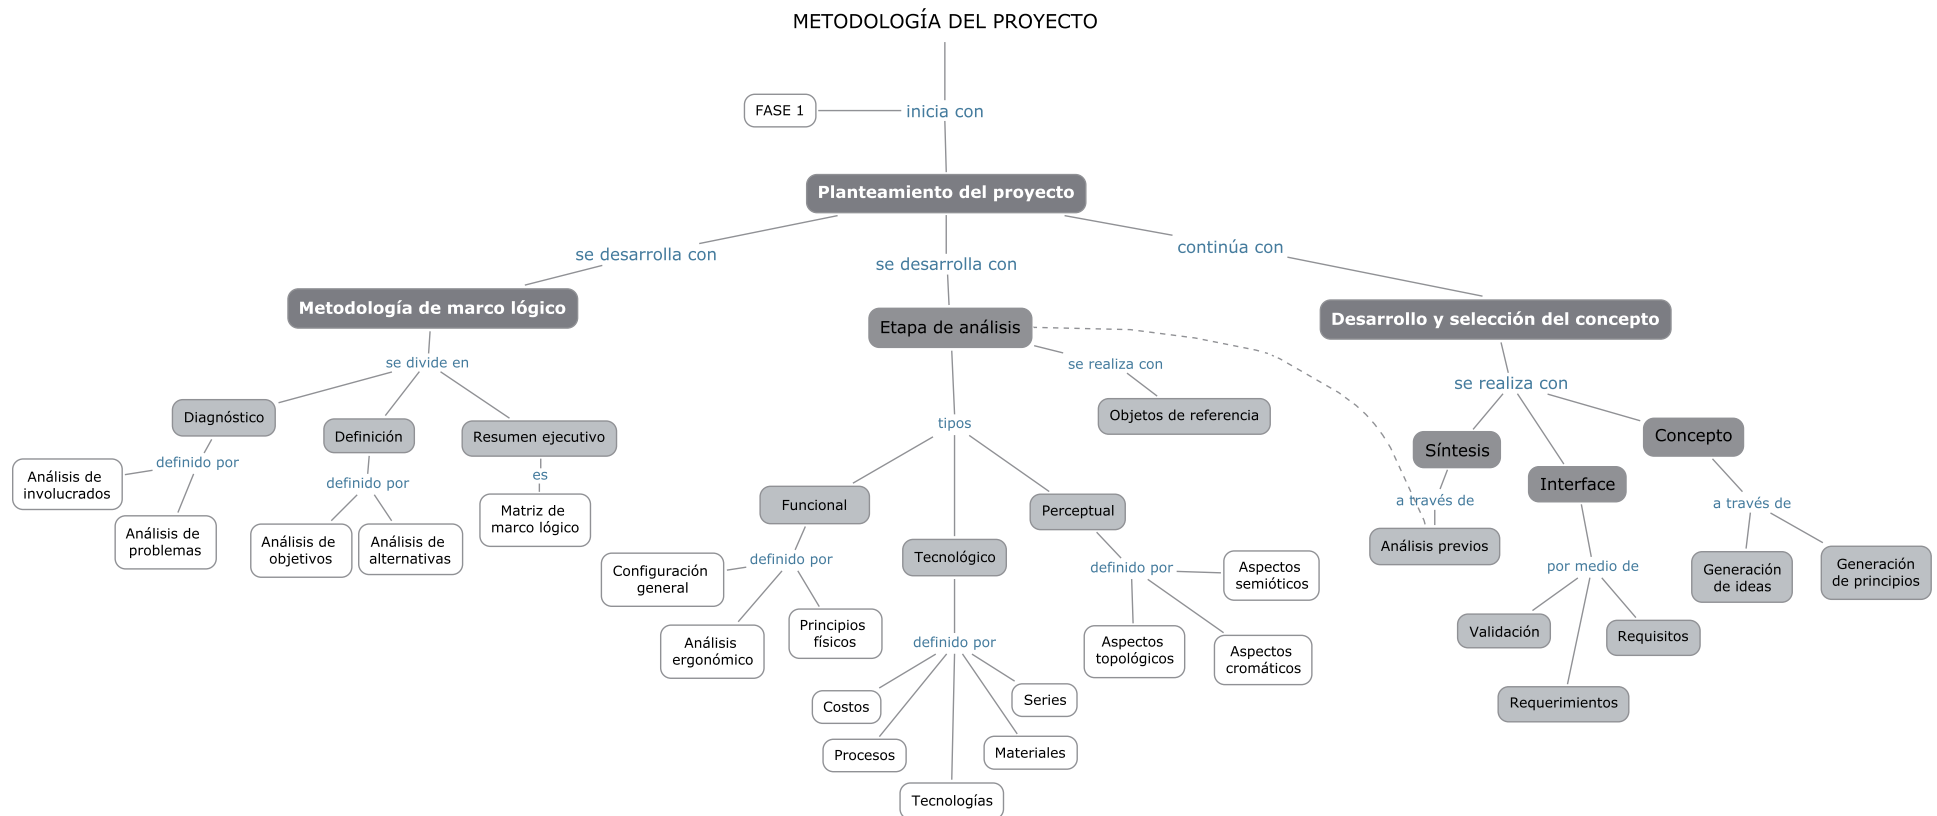 METODOLOGÍA DEL PROYECTO
FASE 1
inicia con
Planteamiento del proyecto
se desarrolla con
se desarrolla con
continúa con
Metodología de marco lógico
Etapa de análisis
Desarrollo y selección del concepto
se divide en
se realiza con
se realiza con
Diagnóstico
Definición
Resumen ejecutivo
Objetos de referencia
tipos
Síntesis
Interface
Concepto
definido por
definido por
es
a través de
a través de
Análisis de
involucrados
Análisis de
problemas
Análisis de
objetivos
Análisis de
alternativas
Matriz de
marco lógico
Funcional
Tecnológico
Perceptual
Análisis previos
definido por
definido por
por medio de
Generación
de ideas
Generación
de principios
Configuración
general
Análisis
ergonómico
Principios
físicos
Aspectos
semióticos
Aspectos
topológicos
Aspectos
cromáticos
Validación
Requisitos
Requerimientos
definido por
Costos
Procesos
Tecnologías
Materiales
Series